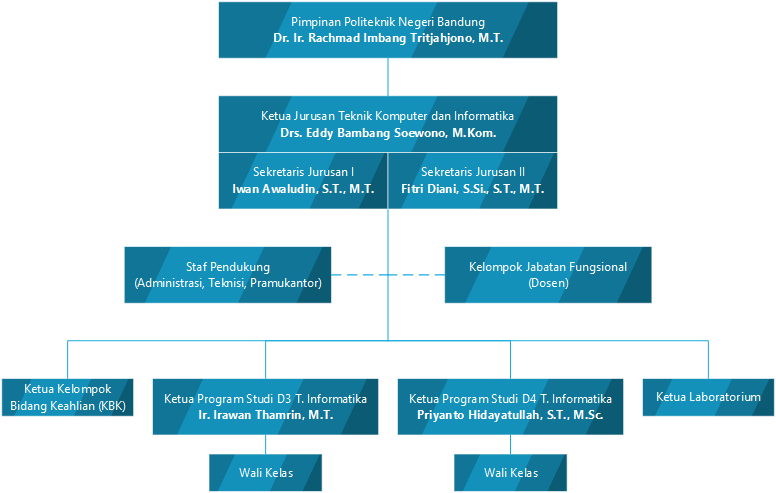 Pimpinan Politeknik Negeri Bandung
Dr. Ir. Rachmad Imbang Tritjahjono, M.T.
Ketua Jurusan Teknik Komputer dan Informatika
Drs. Eddy Bambang Soewono, M.Kom.
Sekretaris Jurusan I
Iwan Awaludin, S.T., M.T.
Sekretaris Jurusan II
Fitri Diani, S.Si., S.T., M.T.
Staf Pendukung
(Administrasi, Teknisi, Pramukantor)
Kelompok Jabatan Fungsional
(Dosen)
Ketua Kelompok
Bidang Keahlian (KBK)
Ketua Program Studi D3 T. Informatika
Ir. Irawan Thamrin, M.T.
Ketua Program Studi D4 T. Informatika
Priyanto Hidayatullah, S.T., M.Sc.
Ketua Laboratorium
Wali Kelas
Wali Kelas